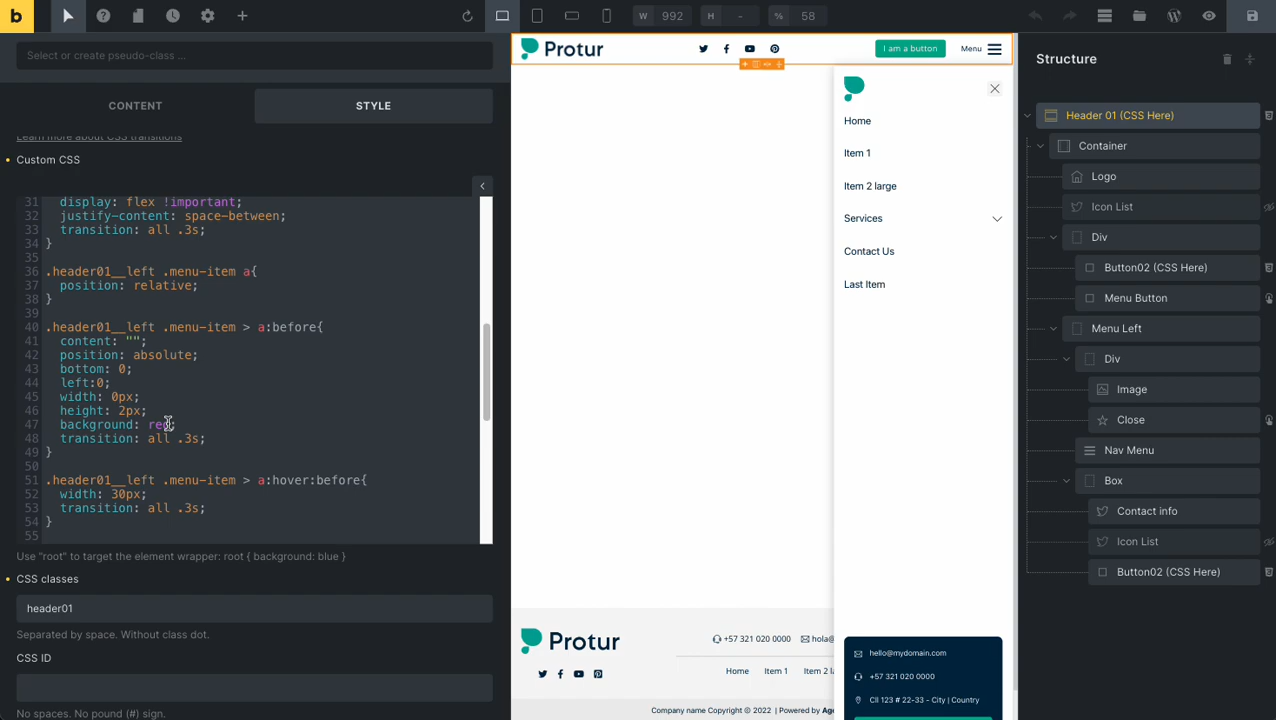 b W 992 H - % 58
Select or create pseudo-class ...
CONTENT STYLE
Learn more about CSS transitions
Custom CSS
31 display: flex !important;
32 justify-content: space-between;
33 transition: all .3s;
34 }
35
36 .header01__left .menu-item a{
37 position: relative;
38 }
39
40 .header01__left .menu-item > a:before{
41 content: "";
42 position: absolute;
43 bottom: 0;
44 left:0;
45 width: 0px;
46 height: 2px;
47 background: red;
48 transition: all .3s;
49 }
50
51 .header01__left .menu-item > a:hover:before{
52 width: 30px;
53 transition: all .3s;
54 }
55
Use "root" to target the element wrapper: root { background: blue }
CSS classes
header01
Separated by space. Without class dot.
CSS ID
No spaces. No pound (#) sign.
Protur
I am a button
Menu
Home
Item 1
Item 2 large
Services
Contact Us
Last Item
hello@mydomain.com
+57 321 020 0000
Cll 123 # 22-33 - City | Country
Protur
+57 321 020 0000 hola@
Home Item 1 Item 2 la
Company name Copyright © 2022 | Powered by Age
Structure
Header 01 (CSS Here)
Container
Logo
Icon List
Div
Button02 (CSS Here)
Menu Button
Menu Left
Div
Image
Close
Nav Menu
Box
Contact info
Icon List
Button02 (CSS Here)